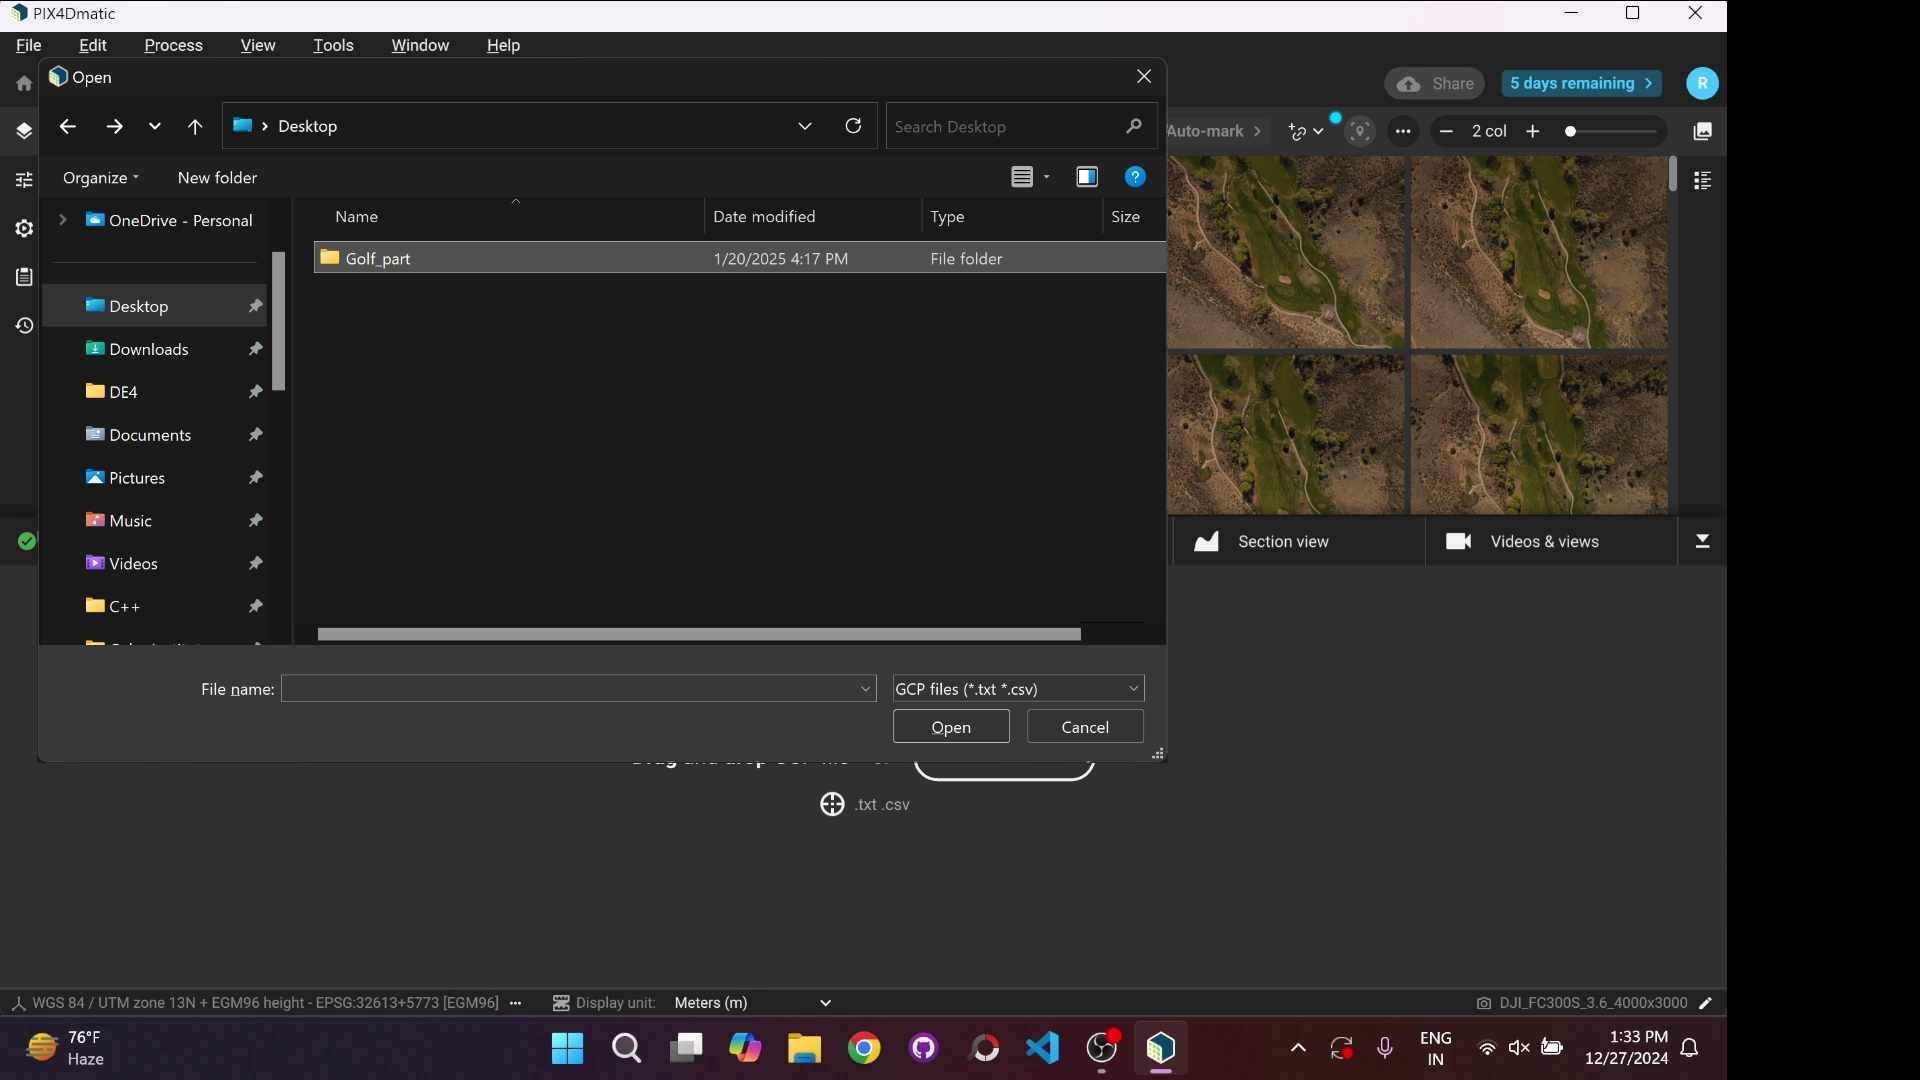 PIX4Dmatic
File Edit Process View Tools Window Help
Open
Share
5 days remaining
R
Desktop
Search Desktop
Auto-mark
2 col
Organize
New folder
?
Name
Date modified
Type
Size
OneDrive - Personal
Golf_part
1/20/2025 4:17 PM
File folder
Desktop
Downloads
DE4
Documents
Pictures
Music
Videos
C++
Section view
Videos & views
File name:
GCP files (*.txt *.csv)
Open
Cancel
.txt .csv
WGS 84 / UTM zone 13N + EGM96 height - EPSG:32613+5773 [EGM96]
Display unit:
Meters (m)
DJI_FC300S_3.6_4000x3000
76°F
Haze
ENG
IN
1:33 PM
12/27/2024